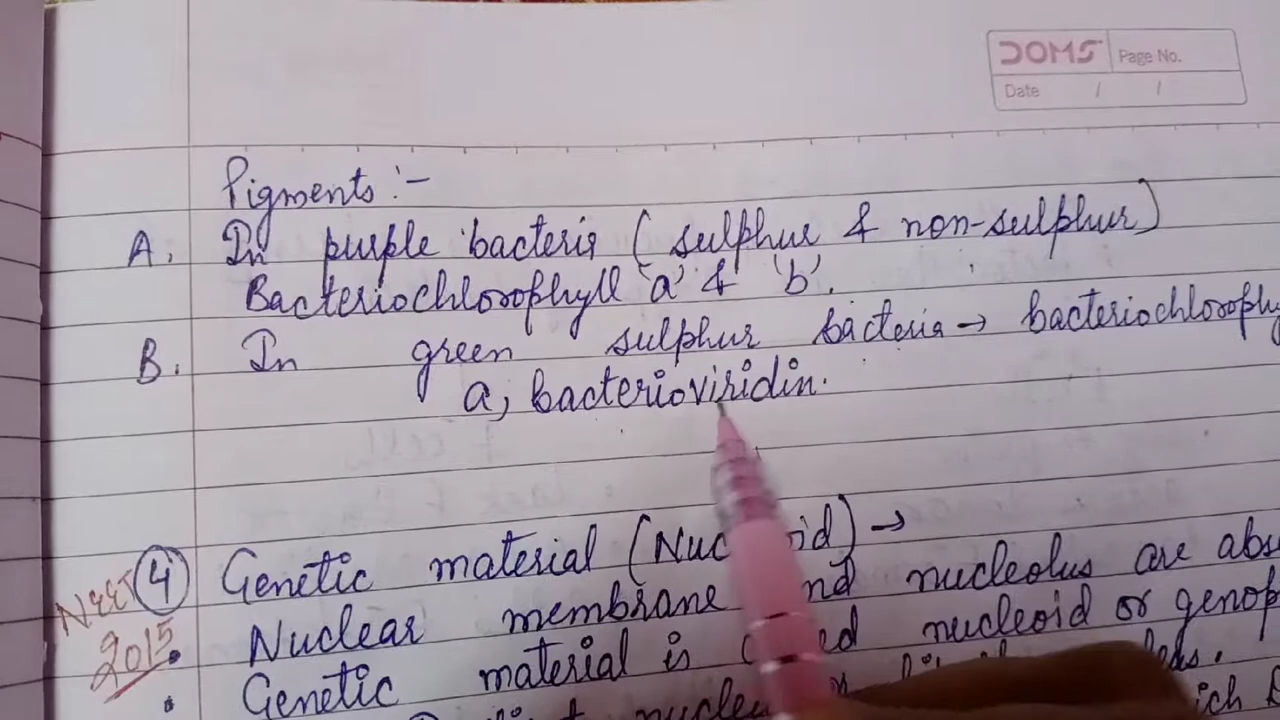 DOMS Page No.
Date / /
Pigments :-
A. In purple bacteria (sulphur & non-sulphur)
Bacteriochlorophyll 'a' & 'b'.
B. In green sulphur bacteria → bacteriochlorophy
a, bacterioviridin.
NEET 4 Genetic material (Nuc id) →
2015 • Nuclear membrane nd nucleolus are abs
• Genetic material is ed nucleoid or genop
nucle